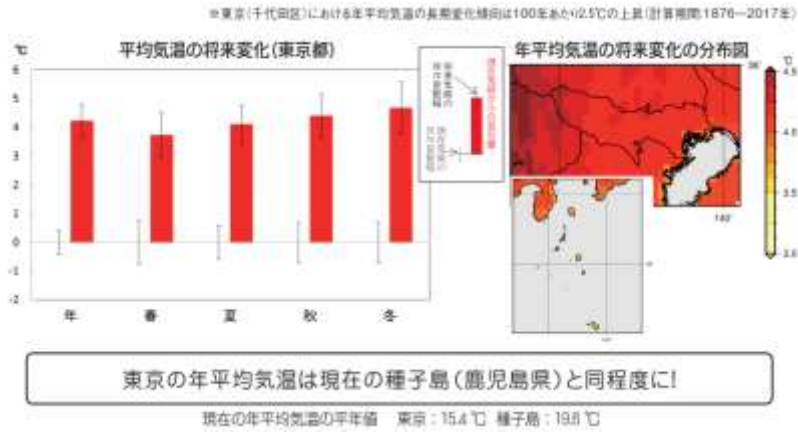 ※東京(千代田区)における年平均気温の長期変化傾向は100年あたり2.5℃の上昇(計算期間:1876―2017年)
平均気温の将来変化(東京都)
℃
6
5
4
3
2
1
0
-1
-2
年
春
夏
秋
冬
年平均気温の将来変化の分布図
℃
4.5
4.0
3.5
3.0
36°
140°
東京の年平均気温は現在の種子島(鹿児島県)と同程度に!
現在の年平均気温の平年値 東京:15.4℃ 種子島:19.6℃